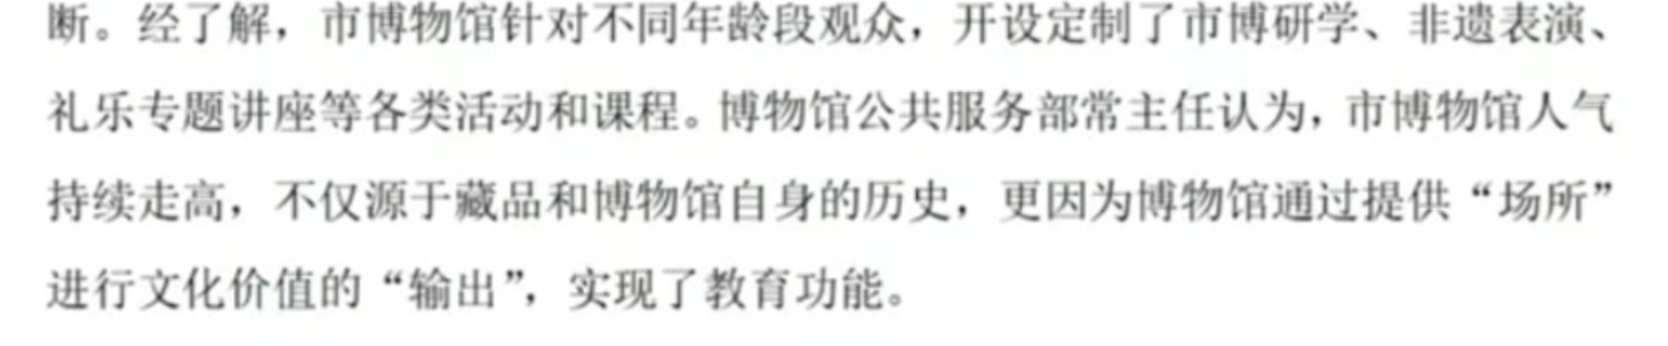 断。经了解，市博物馆针对不同年龄段观众，开设定制了市博研学、非遗表演、
礼乐专题讲座等各类活动和课程。博物馆公共服务部常主任认为，市博物馆人气
持续走高，不仅源于藏品和博物馆自身的历史，更因为博物馆通过提供“场所”
进行文化价值的“输出”，实现了教育功能。